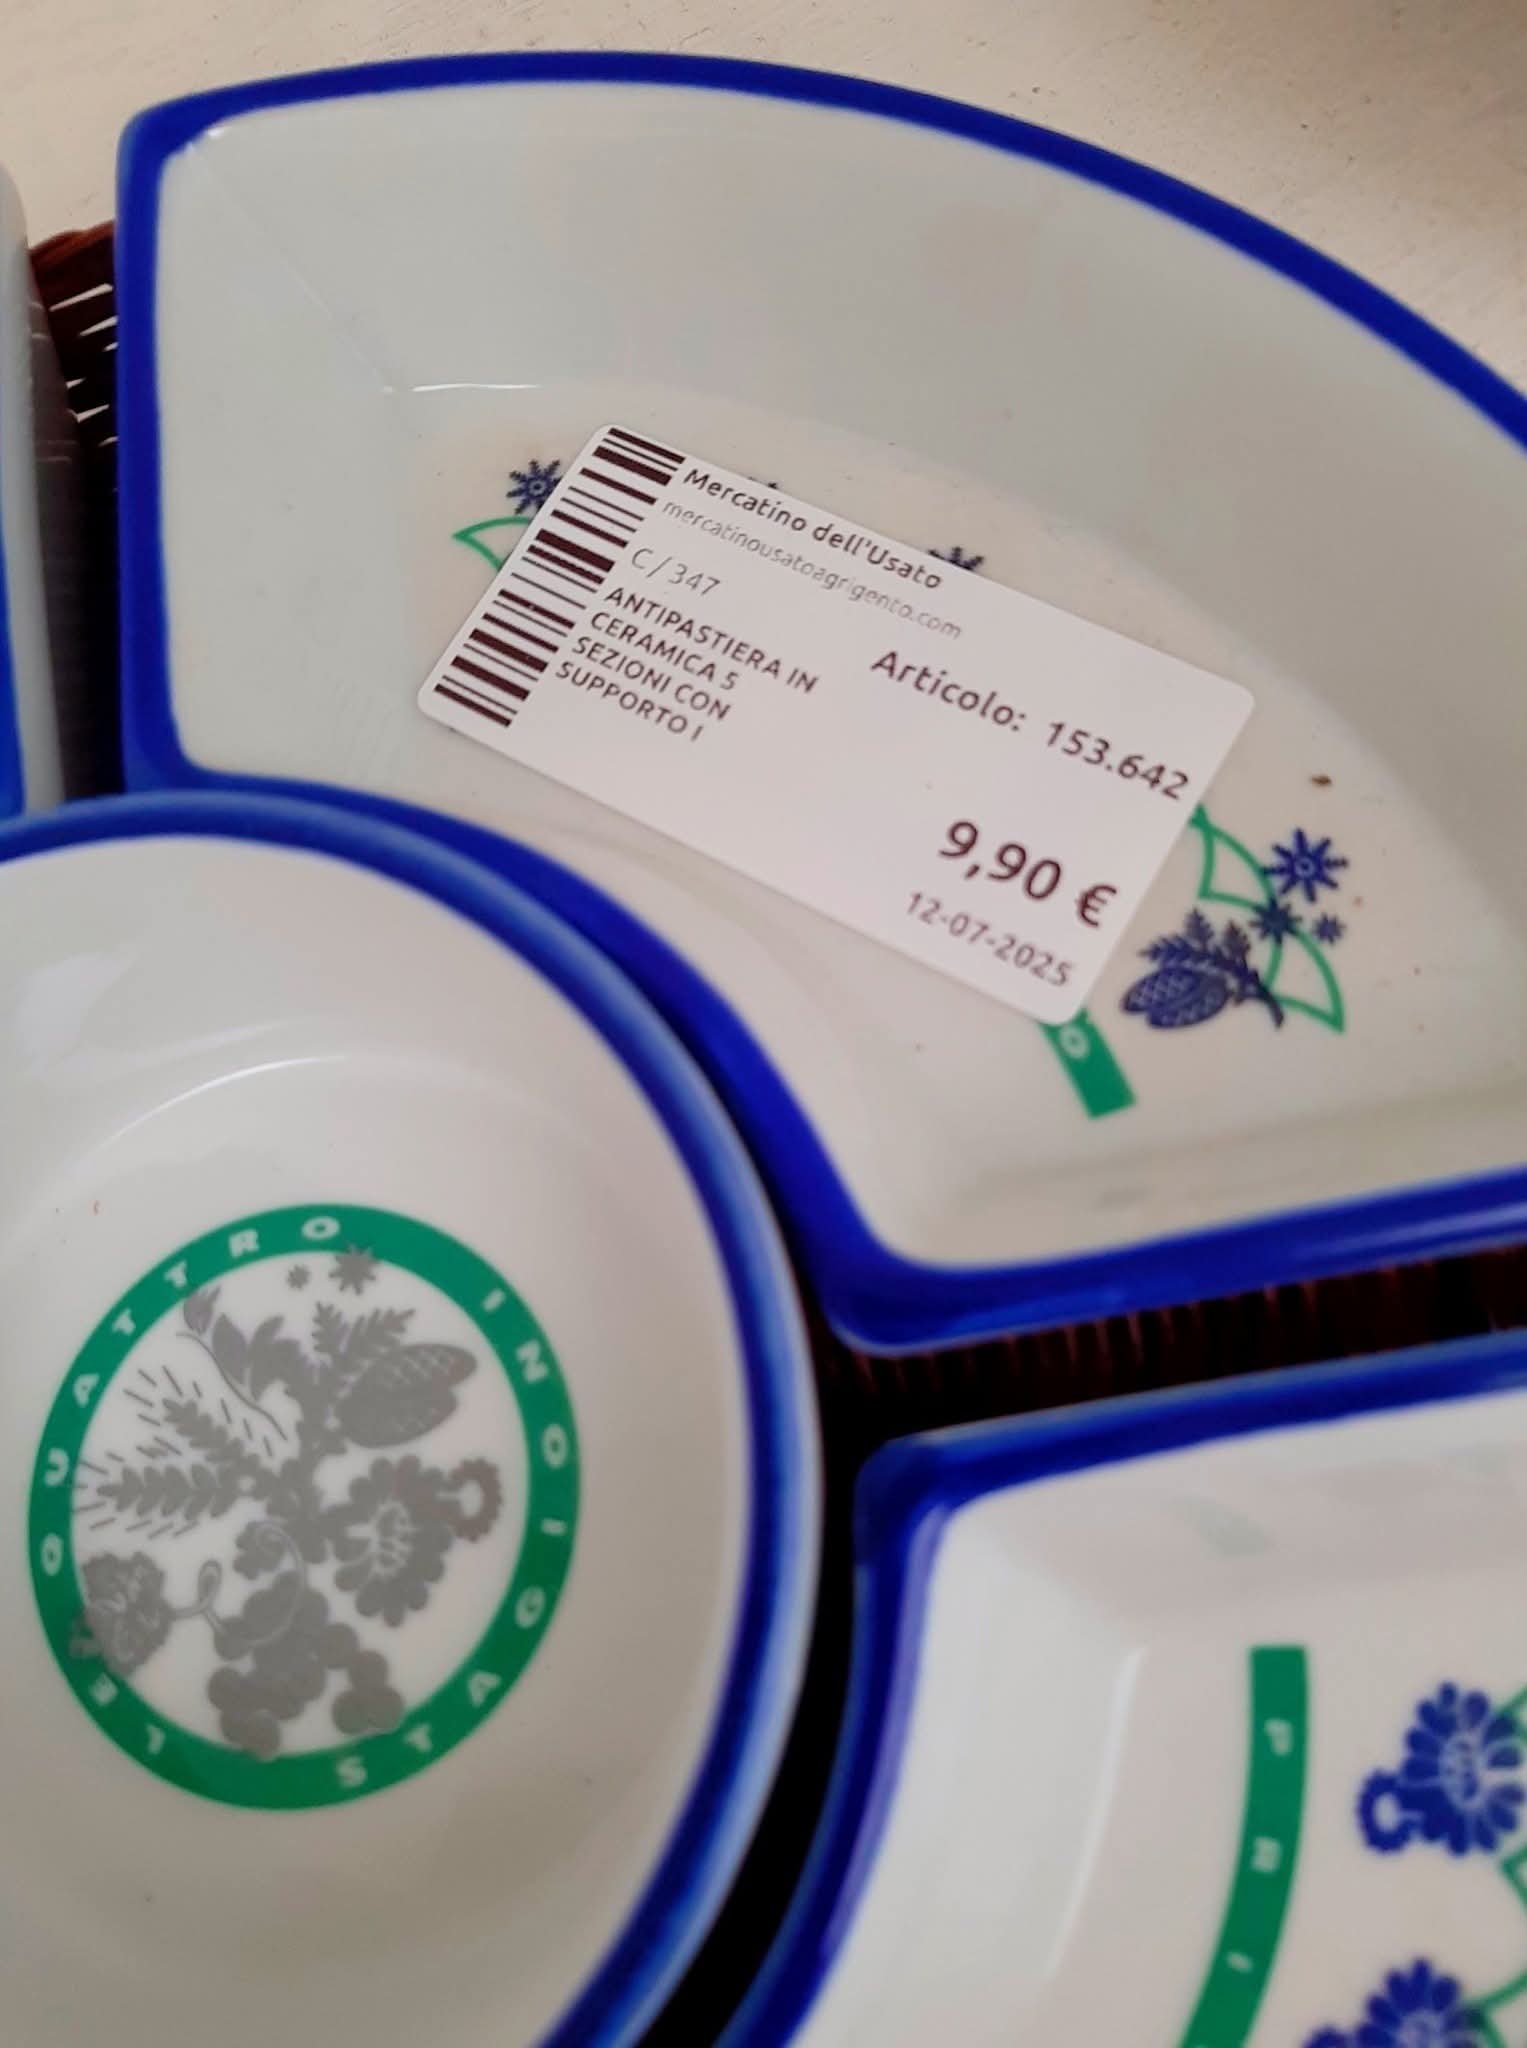 Mercatino dell'Usato
mercatinousatoagrigento.com
C/347
ANTIPASTIERA IN
CERAMICA 5
SEZIONI CON
SUPPORTO I
Articolo: 153.642
9,90 €
12-07-2025
O
LE QUATTRO STAGIONI
PRI